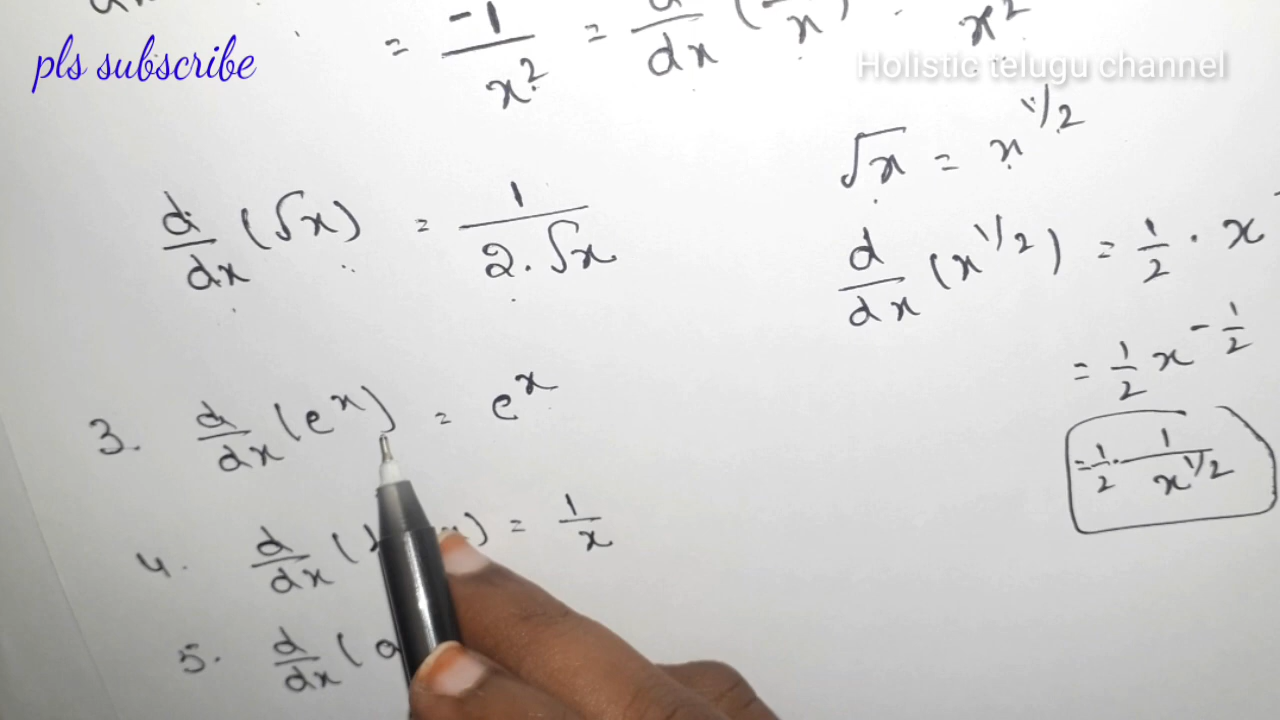 = -1/x² = d/dx ( /x) . x²
pls subscribe
Holistic telugu channel
√x = x^1/2
d/dx (√x) = 1/2.√x
d/dx (x^1/2) = 1/2 . x
= 1/2 x^-1/2
= 1/2 . 1/x^1/2
3. d/dx (e^x) = e^x
4. d/dx ( ) = 1/x
5. d/dx (a